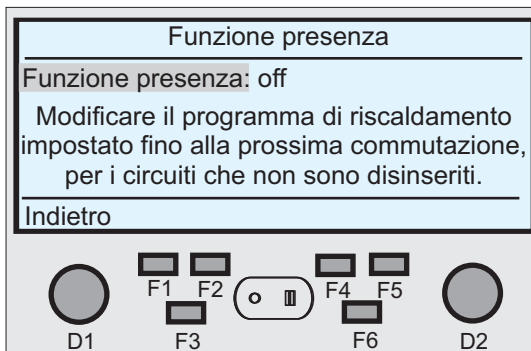 Funzione presenza
Funzione presenza: off
Modificare il programma di riscaldamento
impostato fino alla prossima commutazione,
per i circuiti che non sono disinseriti.
Indietro
F1 F2 F4 F5
D1 F3 F6 D2